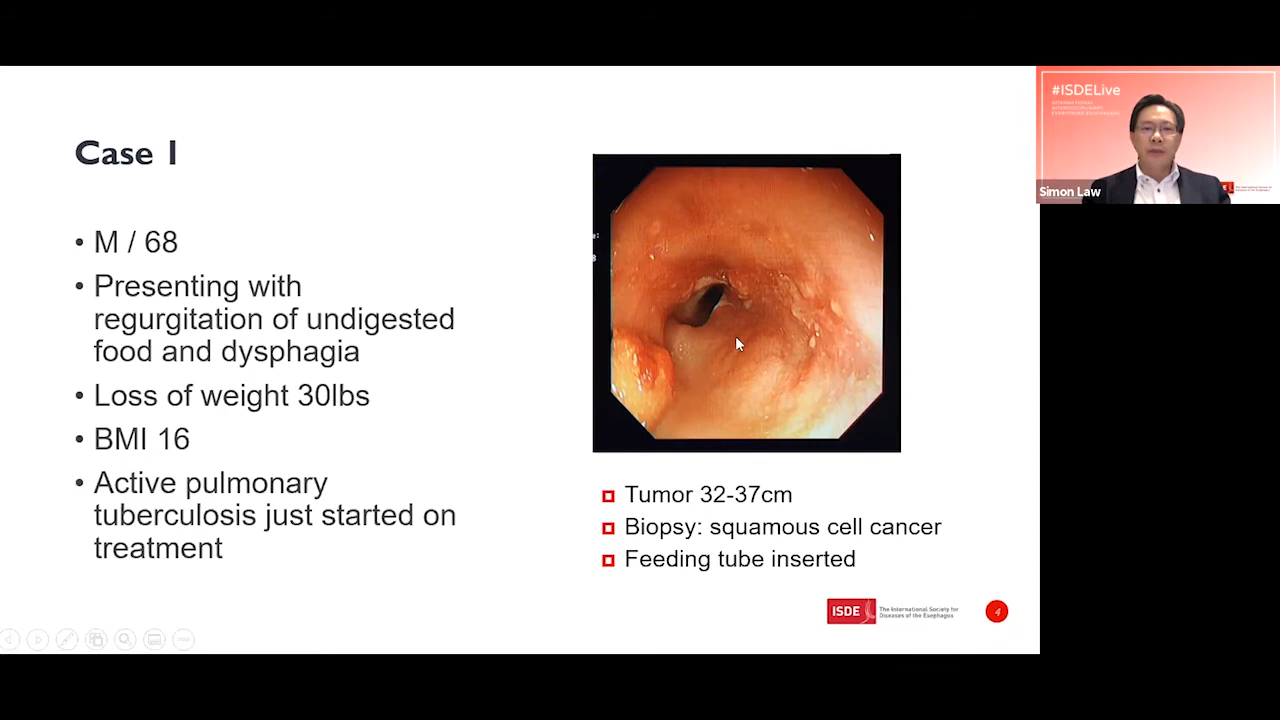 Case 1
• M / 68
• Presenting with
regurgitation of undigested
food and dysphagia
• Loss of weight 30lbs
• BMI 16
• Active pulmonary
tuberculosis just started on
treatment
Tumor 32-37cm
Biopsy: squamous cell cancer
Feeding tube inserted
ISDE
The International Society for
Diseases of the Esophagus
4
#ISDELive
Simon Law